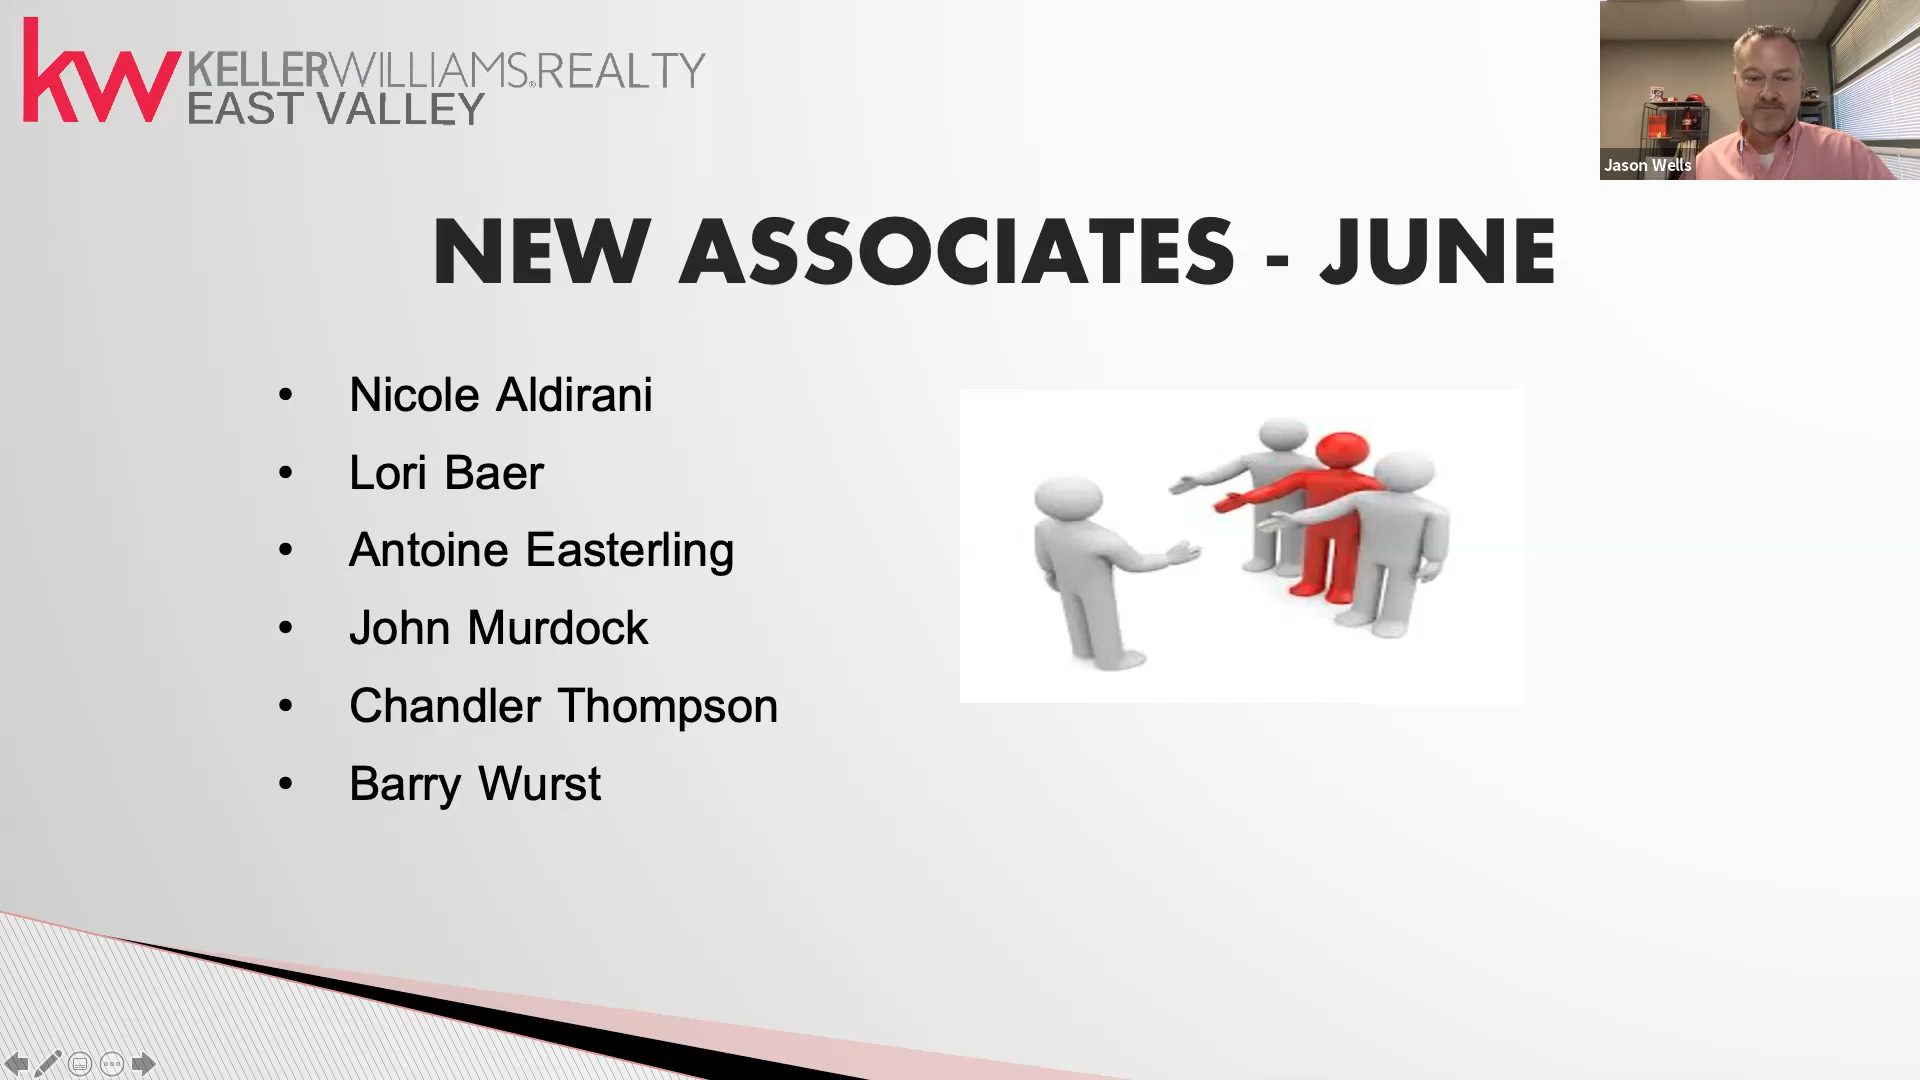 kw KELLERWILLIAMS.REALTY
EAST VALLEY
Jason Wells
NEW ASSOCIATES - JUNE
• Nicole Aldirani
• Lori Baer
• Antoine Easterling
• John Murdock
• Chandler Thompson
• Barry Wurst